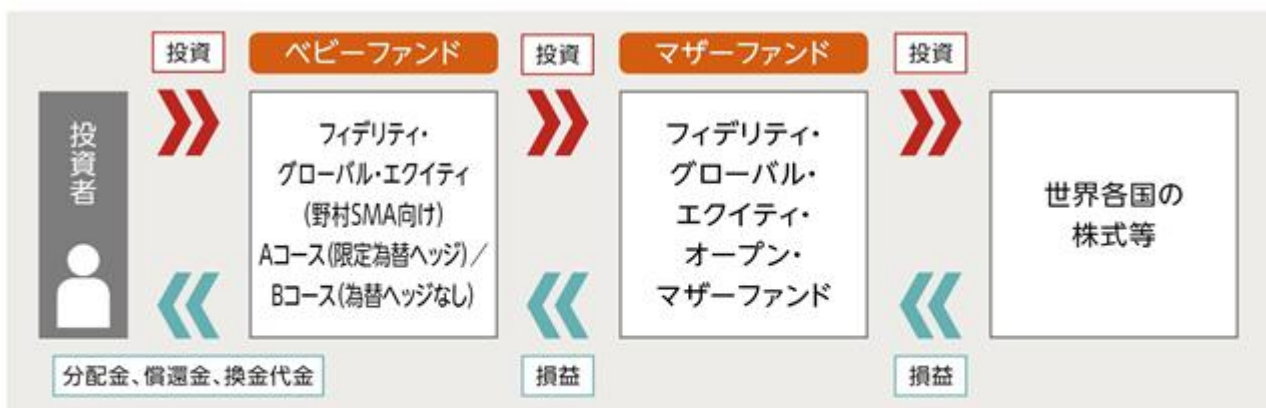 投資
ベビーファンド
投資
マザーファンド
投資
投資者
フィデリティ・
グローバル・エクイティ
(野村SMA向け)
Aコース(限定為替ヘッジ)／
Bコース(為替ヘッジなし)
フィデリティ・
グローバル・
エクイティ・
オープン・
マザーファンド
世界各国の
株式等
分配金、償還金、換金代金
損益
損益